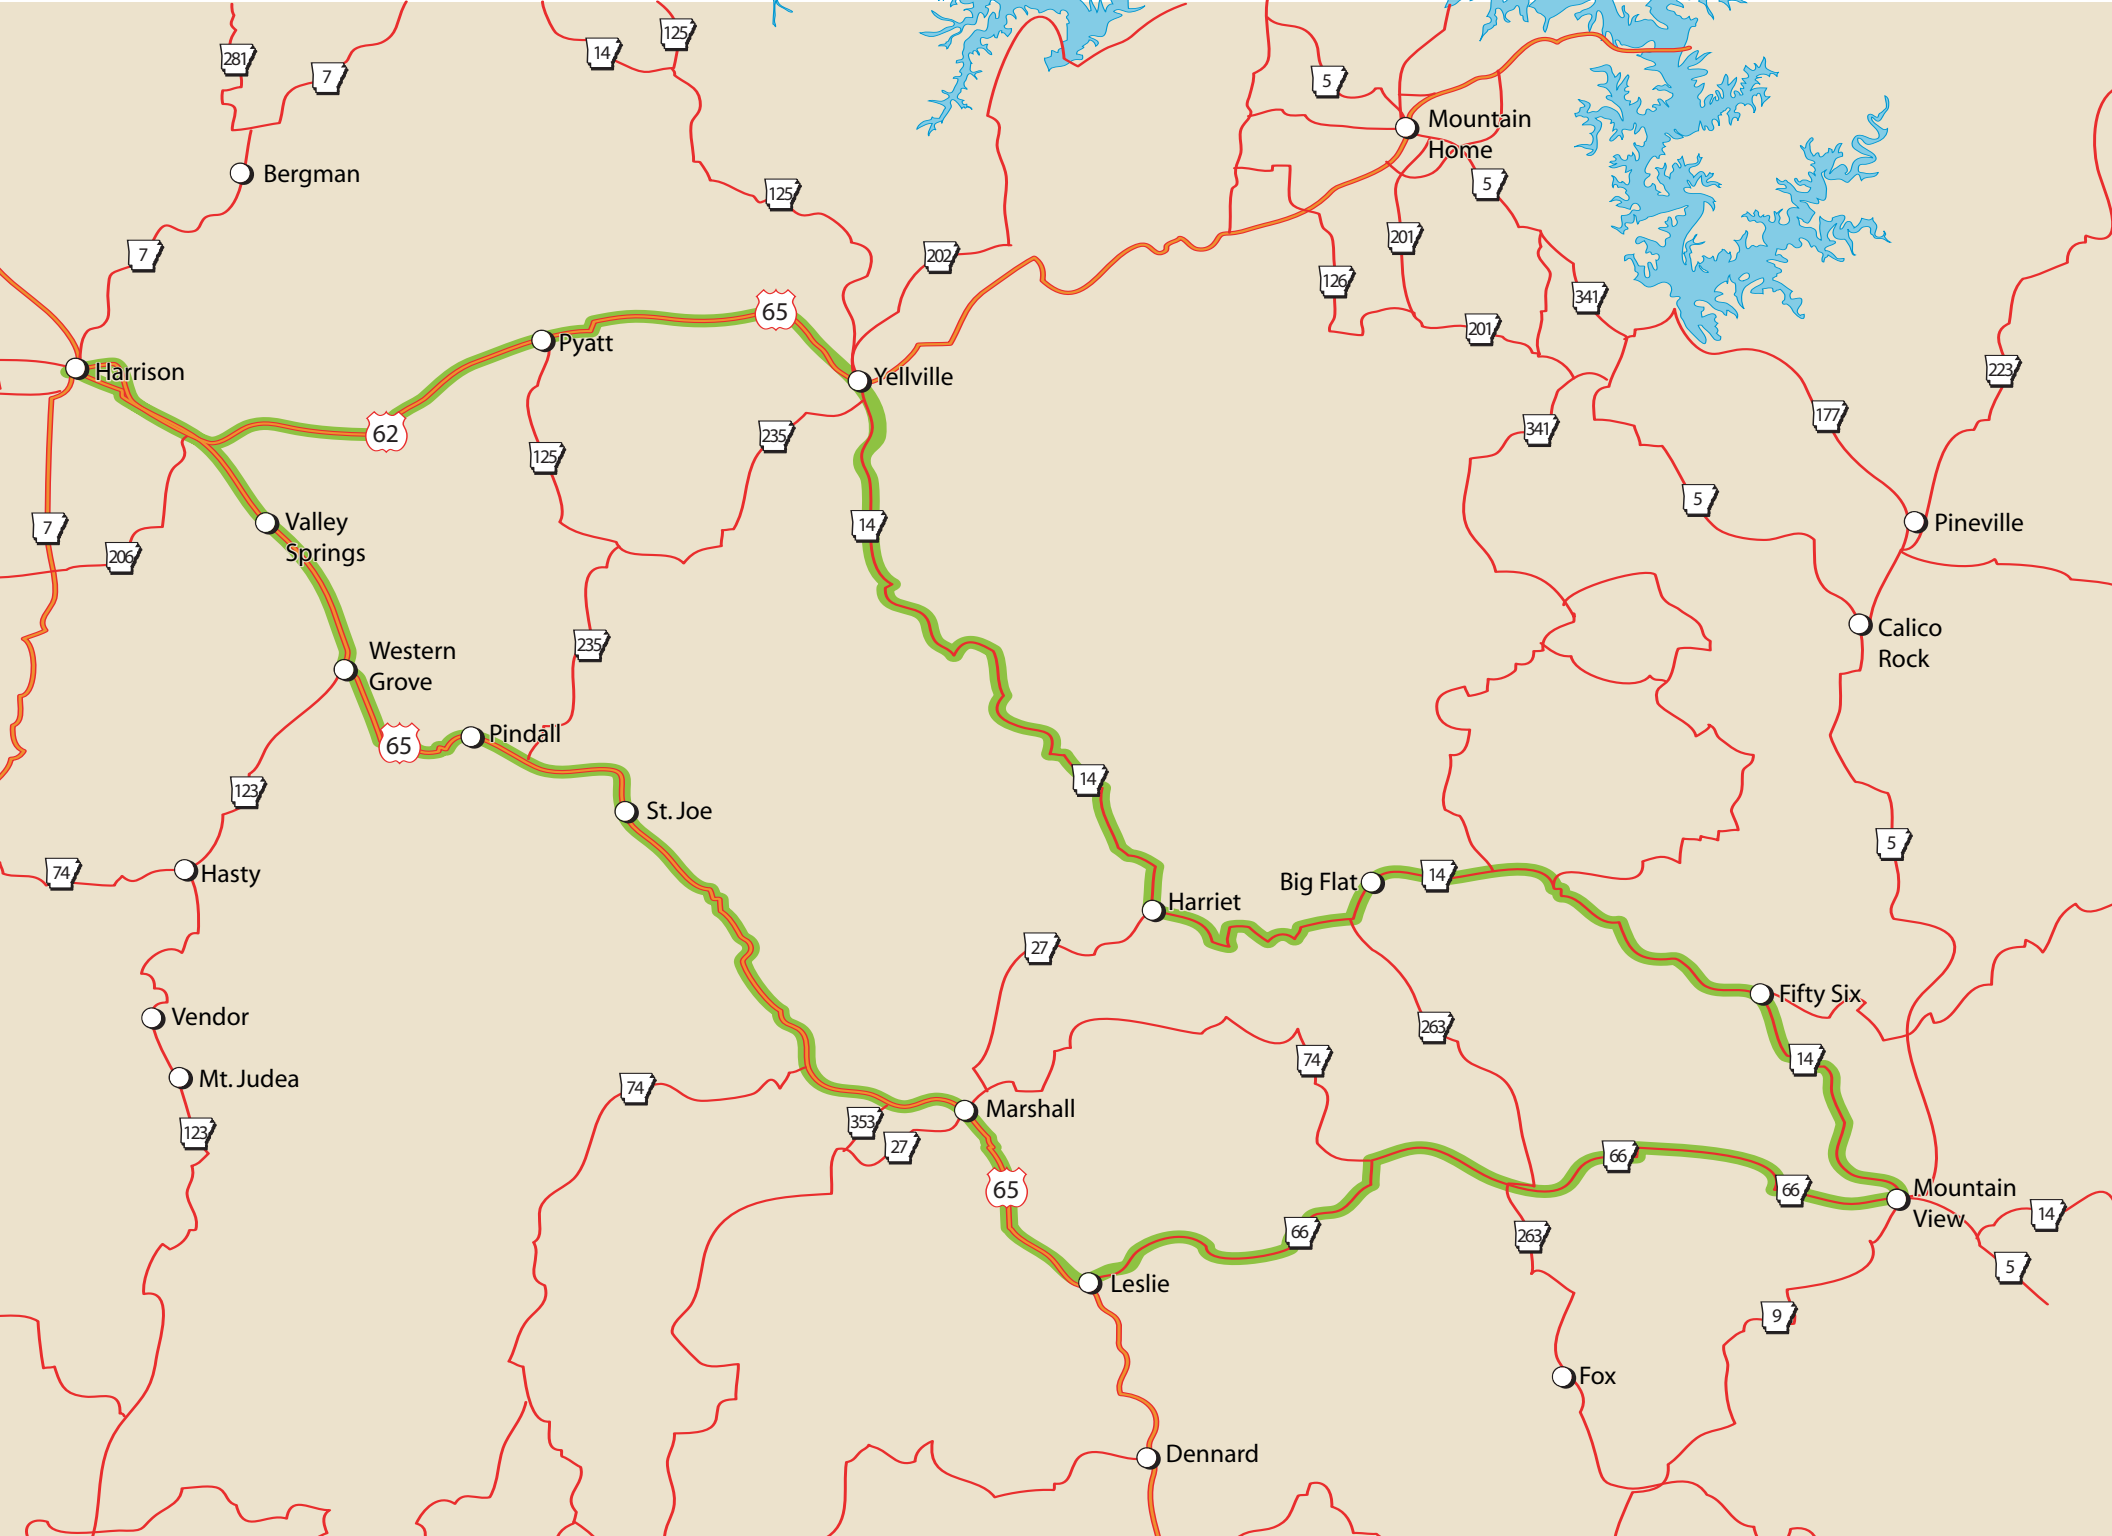 125
14
281
7
5
Mountain
Home
Bergman
5
125
201
7
202
126
341
65
201
Pyatt
Harrison
Yellville
223
177
62
235
341
125
5
Valley
Springs
Pineville
7
14
206
Calico
Rock
235
Western
Grove
Pindall
65
14
123
St. Joe
5
74
Hasty
Big Flat
14
Harriet
27
Fifty Six
Vendor
263
14
74
Mt. Judea
74
Marshall
353
123
27
66
65
66
Mountain
View
14
66
263
5
Leslie
9
Fox
Dennard